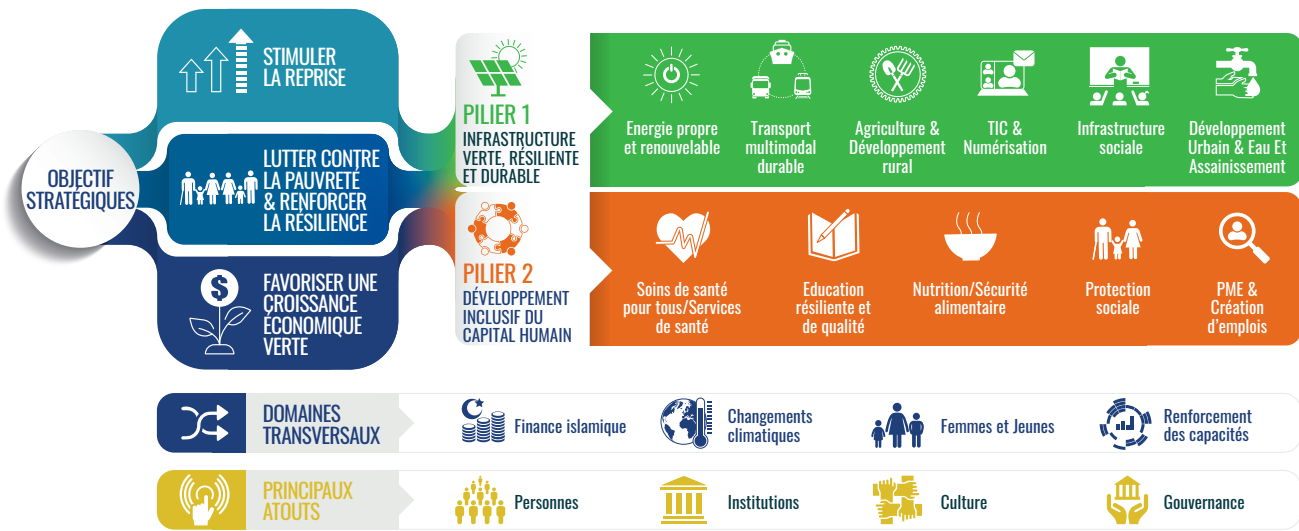 OBJECTIF
STRATÉGIQUES
STIMULER
LA REPRISE
LUTTER CONTRE
LA PAUVRETÉ
& RENFORCER
LA RÉSILIENCE
FAVORISER UNE
CROISSANCE
ÉCONOMIQUE
VERTE
$
PILIER 1
INFRASTRUCTURE
VERTE, RÉSILIENTE
ET DURABLE
Energie propre
et renouvelable
Transport
multimodal
durable
Agriculture &
Développement
rural
TIC &
Numérisation
Infrastructure
sociale
Développement
Urbain & Eau Et
Assainissement
PILIER 2
DÉVELOPPEMENT
INCLUSIF DU
CAPITAL HUMAIN
Soins de santé
pour tous/Services
de santé
Education
résiliente et
de qualité
Nutrition/Sécurité
alimentaire
Protection
sociale
PME &
Création
d'emplois
DOMAINES
TRANSVERSAUX
Finance islamique
Changements
climatiques
Femmes et Jeunes
Renforcement
des capacités
PRINCIPAUX
ATOUTS
Personnes
Institutions
Culture
Gouvernance